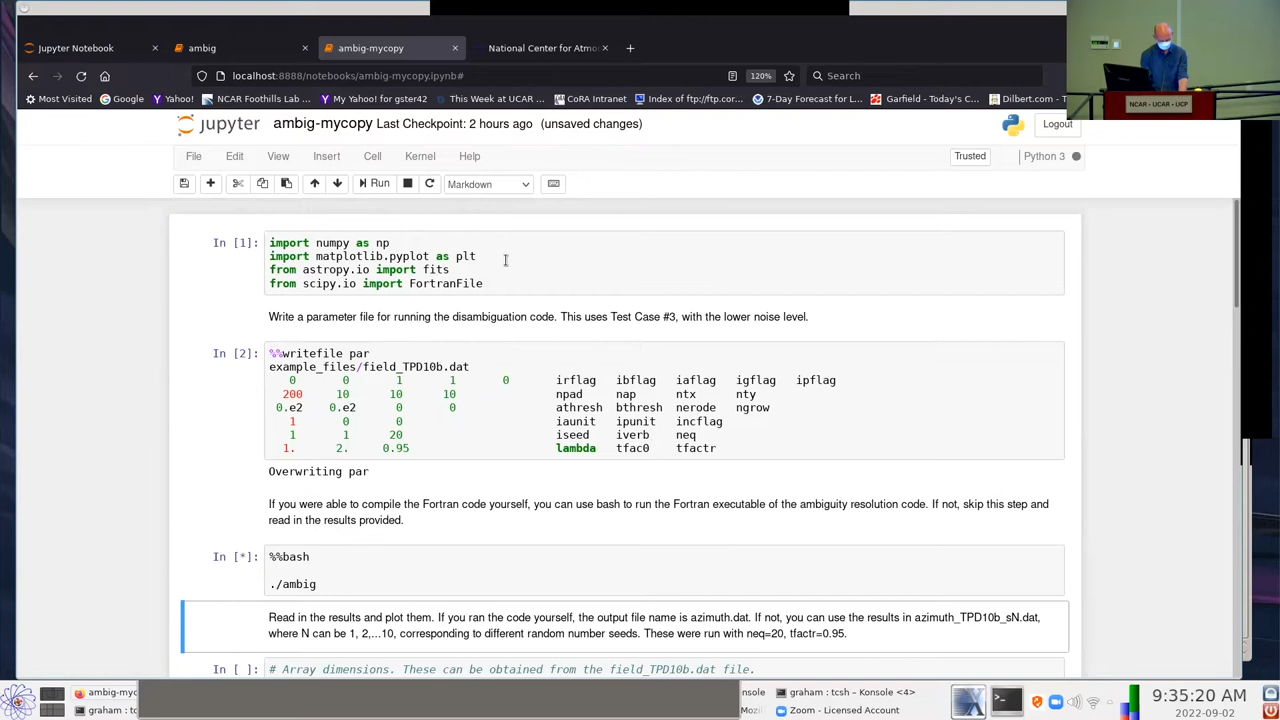 Jupyter Notebook × ambig × ambig-mycopy × National Center for Atmo × +
localhost:8888/notebooks/ambig-mycopy.ipynb# 120% Search
Most Visited Google Yahoo! NCAR Foothills Lab ... My Yahoo! for gster42 This Week at UCAR ... CoRA Intranet Index of ftp://ftp.cor... 7-Day Forecast for L... Garfield - Today's C... Dilbert.com
NCAR • UCAR • UCP
jupyter ambig-mycopy Last Checkpoint: 2 hours ago (unsaved changes) Logout
File Edit View Insert Cell Kernel Help Trusted Python 3
Run Markdown
In [1]: import numpy as np
import matplotlib.pyplot as plt
from astropy.io import fits
from scipy.io import FortranFile
Write a parameter file for running the disambiguation code. This uses Test Case #3, with the lower noise level.
In [2]: %%writefile par
example_files/field_TPD10b.dat
0 0 1 1 0 irflag ibflag iaflag igflag ipflag
200 10 10 10 npad nap ntx nty
0.e2 0.e2 0 0 athresh bthresh nerode ngrow
1 0 0 iaunit ipunit incflag
1 1 20 iseed iverb neq
1. 2. 0.95 lambda tfac0 tfactr
Overwriting par
If you were able to compile the Fortran code yourself, you can use bash to run the Fortran executable of the ambiguity resolution code. If not, skip this step and
read in the results provided.
In [*]: %%bash
./ambig
Read in the results and plot them. If you ran the code yourself, the output file name is azimuth.dat. If not, you can use the results in azimuth_TPD10b_sN.dat,
where N can be 1, 2,...10, corresponding to different random number seeds. These were run with neq=20, tfactr=0.95.
In [ ]: # Array dimensions. These can be obtained from the field_TPD10b.dat file.
ambig-myc nsole graham : tcsh – Konsole <4>
graham : tc Mozi Zoom - Licensed Account
9:35:20 AM
2022-09-02